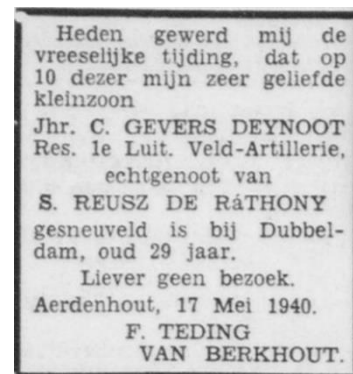 Heden gewerd mij de
vreeselijke tijding, dat op
10 dezer mijn zeer geliefde
kleinzoon
Jhr. C. GEVERS DEYNOOT
Res. 1e Luit. Veld-Artillerie,
echtgenoot van
S. REUSZ DE RáTHONY
gesneuveld is bij Dubbel-
dam, oud 29 jaar.
Liever geen bezoek.
Aerdenhout, 17 Mei 1940.
F. TEDING
VAN BERKHOUT.